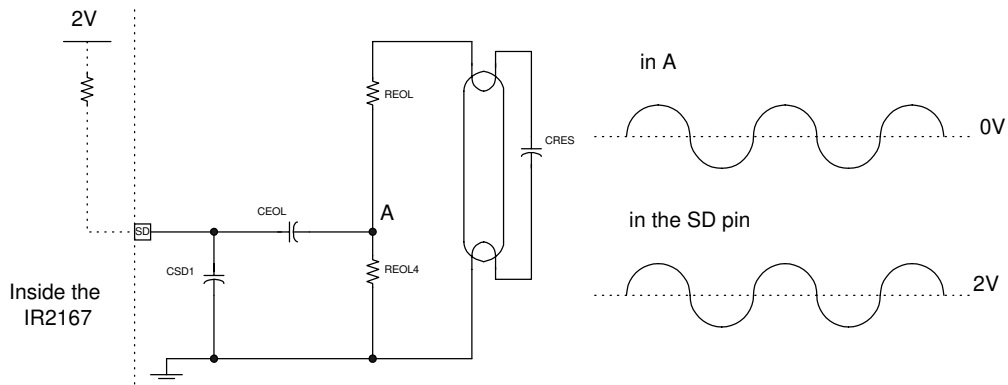 2V
in A
REOL
0V
CRES
A
CEOL
in the SD pin
SD
CSD1
REOL4
2V
Inside the
IR2167